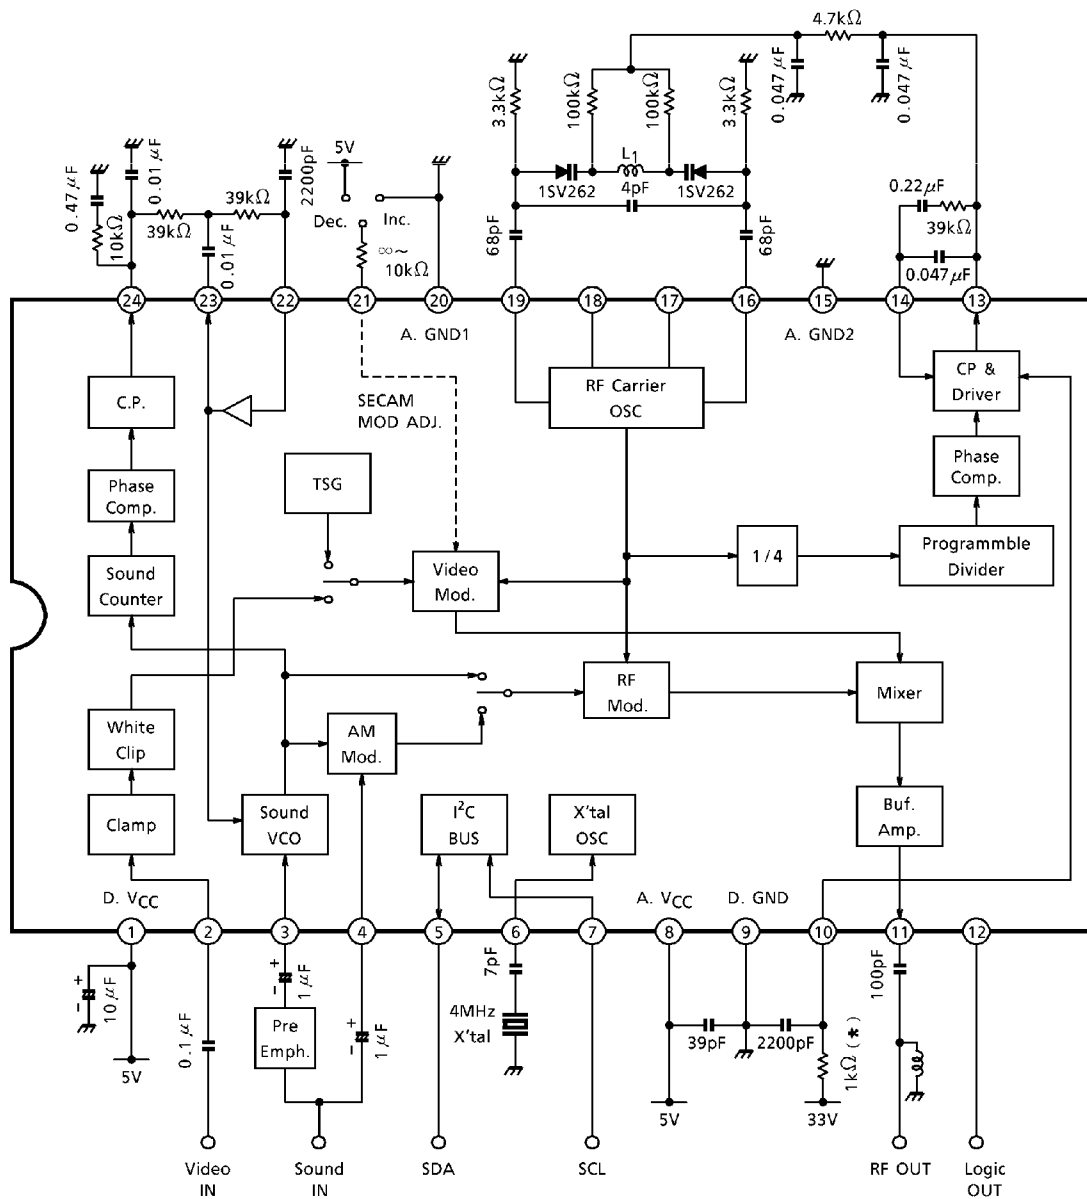 4.7kΩ
0.047μF
0.047μF
3.3kΩ
100kΩ
100kΩ
3.3kΩ
L1
1SV262
4pF
1SV262
68pF
68pF
0.22μF
39kΩ
0.047μF
0.47μF
10kΩ
0.01μF
39kΩ
39kΩ
0.01μF
2200pF
5V
Dec.
Inc.
∞~
10kΩ
24
23
22
21
20
19
18
17
16
15
14
13
A. GND1
A. GND2
C.P.
SECAM
MOD ADJ.
RF Carrier
OSC
CP &
Driver
Phase
Comp.
TSG
Phase
Comp.
Sound
Counter
Video
Mod.
1/4
Programmble
Divider
RF
Mod.
Mixer
White
Clip
AM
Mod.
Clamp
Sound
VCO
I²C
BUS
X'tal
OSC
Buf.
Amp.
D. VCC
A. VCC
D. GND
1
2
3
4
5
6
7
8
9
10
11
12
+
-
10μF
5V
0.1μF
+
-
1μF
Pre
Emph.
+
-
1μF
7pF
4MHz
X'tal
39pF
2200pF
5V
1kΩ (*)
33V
100pF
Video
IN
Sound
IN
SDA
SCL
RF OUT
Logic
OUT